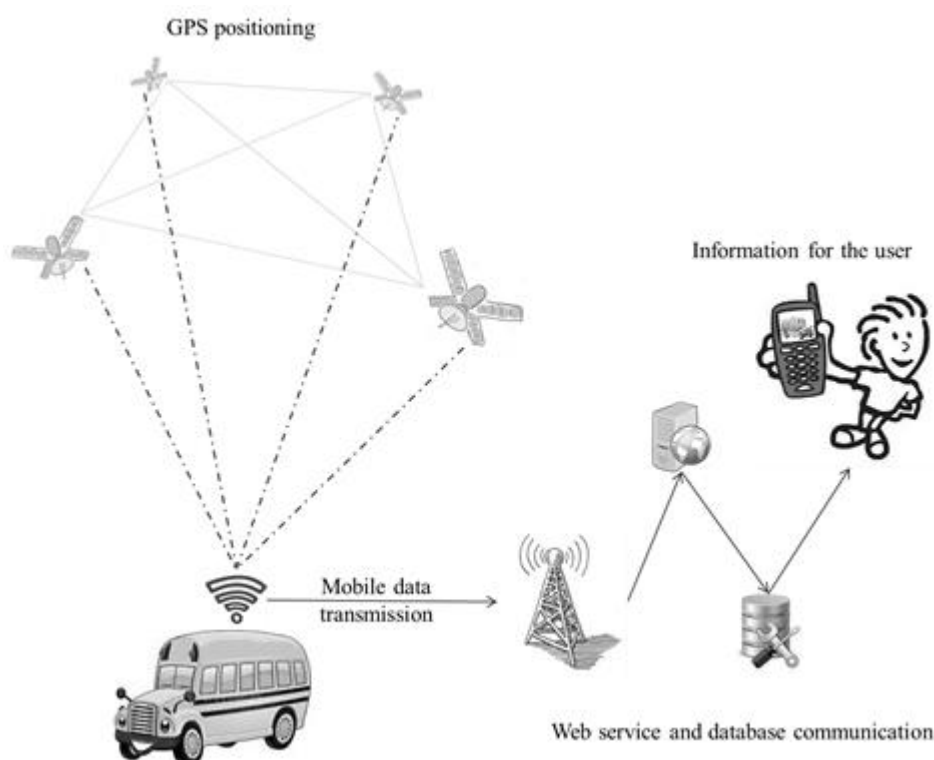 GPS positioning
Information for the user
Mobile data
transmission
Web service and database communication